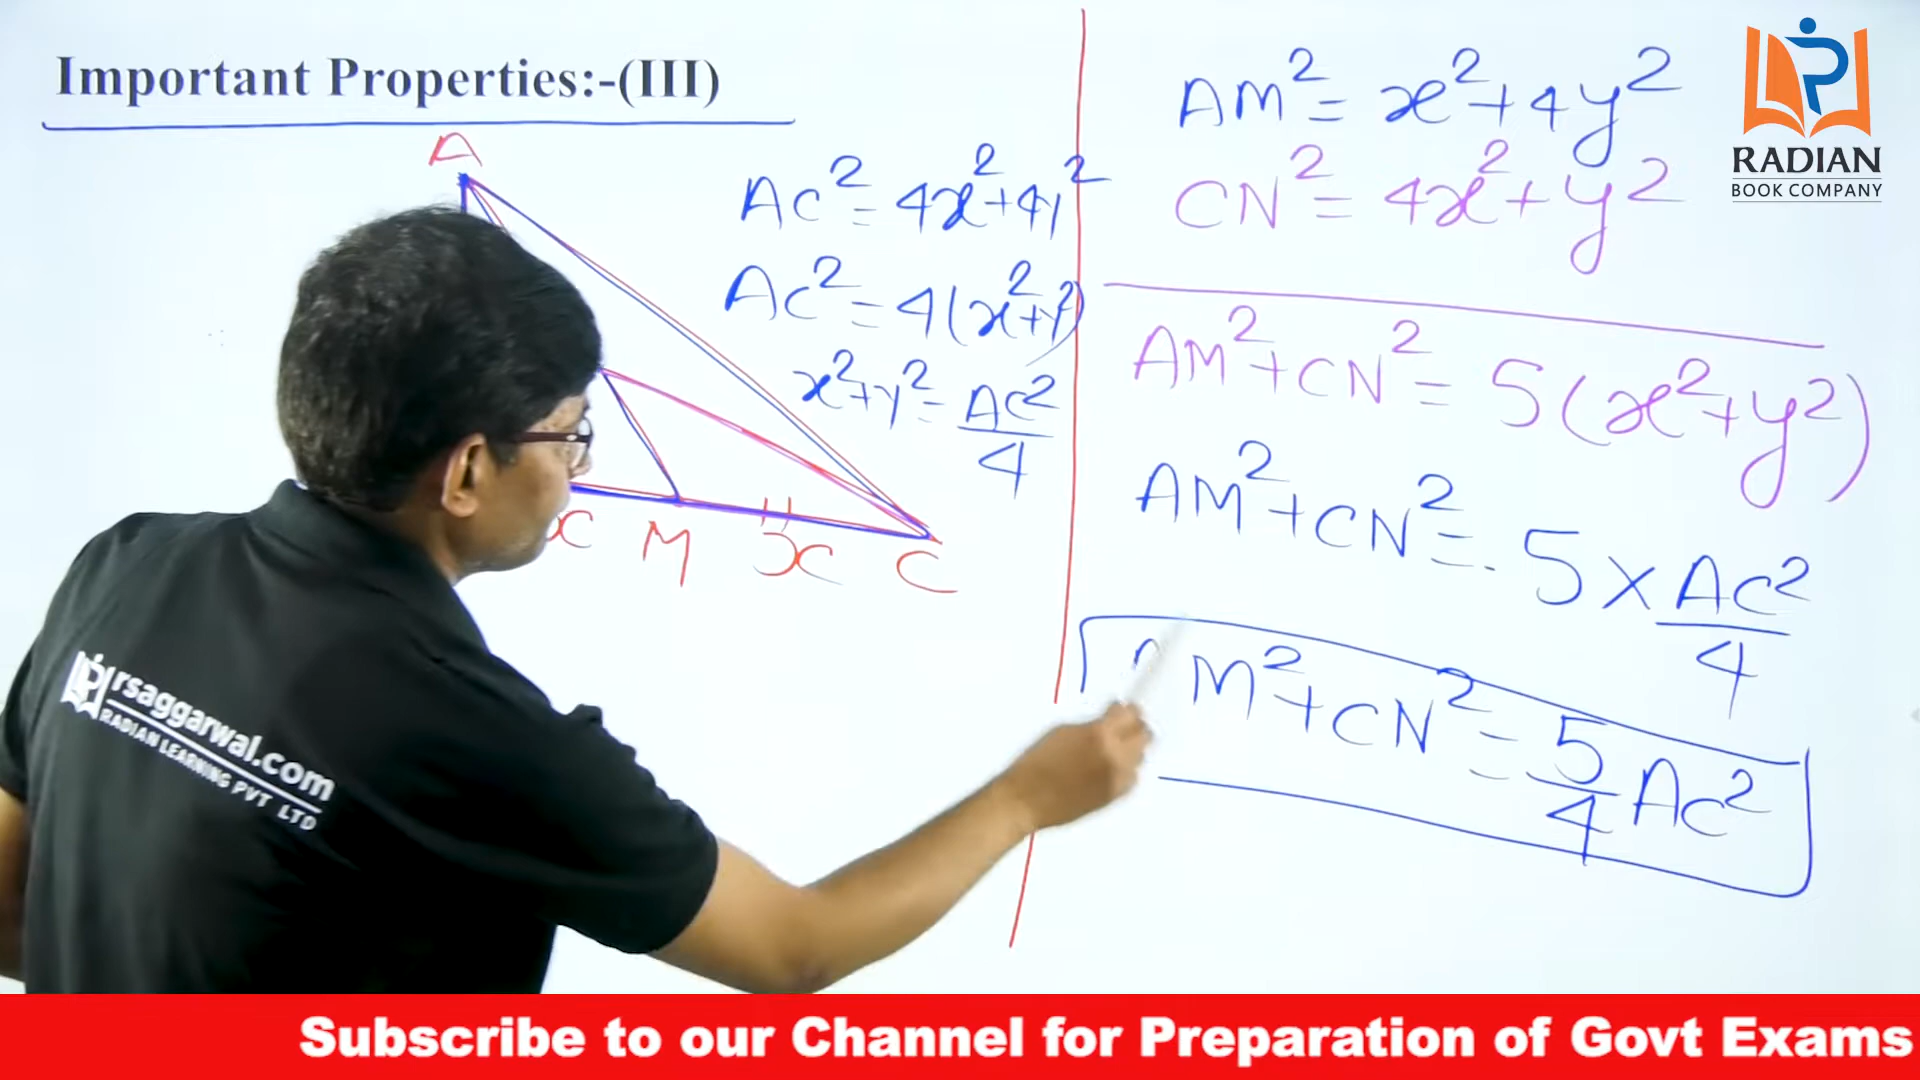 Important Properties:-(III)
A
x M x C
AC² = 4x² + 4y²
AC² = 4(x² + y²)
x² + y² = AC²/4
AM² = x² + 4y²
CN² = 4x² + y²
AM² + CN² = 5(x² + y²)
AM² + CN² = 5 × AC²/4
M² + CN² = 5/4 AC²
RADIAN
BOOK COMPANY
rsaggarwal.com
RADIAN LEARNING PVT LTD
Subscribe to our Channel for Preparation of Govt Exams